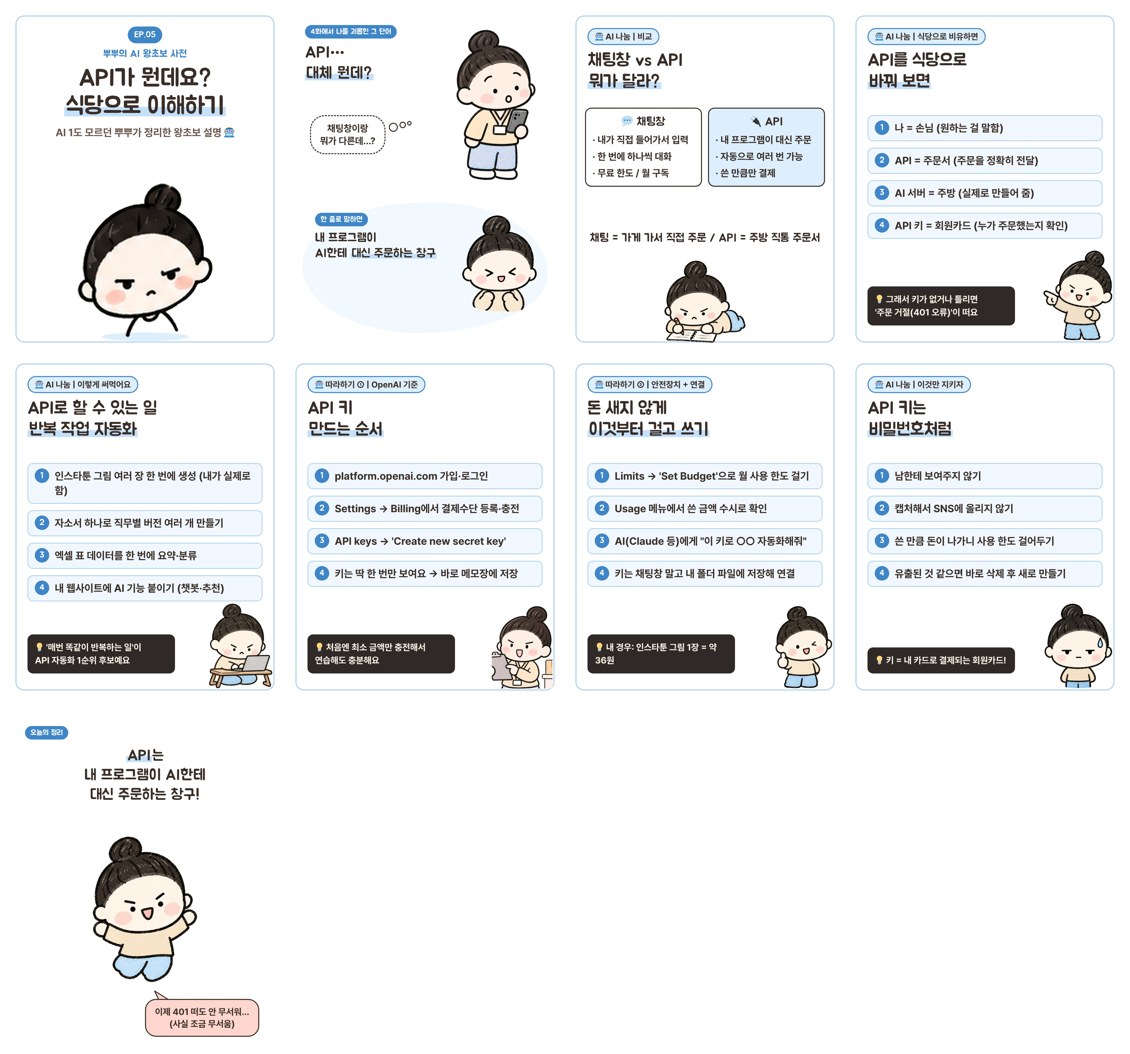 EP.05
뿌뿌의 AI 왕초보 사전
API가 뭔데요?
식당으로 이해하기
AI 1도 모르던 뿌뿌가 정리한 왕초보 설명
4화에서 나를 괴롭힌 그 단어
API…
대체 뭔데?
채팅창이랑
뭐가 다른데...?
한 줄로 말하면
내 프로그램이
AI한테 대신 주문하는 창구
AI 나눔 | 비교
채팅창 vs API
뭐가 달라?
채팅창
· 내가 직접 들어가서 입력
· 한 번에 하나씩 대화
· 무료 한도 / 월 구독
API
· 내 프로그램이 대신 주문
· 자동으로 여러 번 가능
· 쓴 만큼만 결제
채팅 = 가게 가서 직접 주문 / API = 주방 직통 주문서
AI 나눔 | 식당으로 비유하면
API를 식당으로
바꿔 보면
1 나 = 손님 (원하는 걸 말함)
2 API = 주문서 (주문을 정확히 전달)
3 AI 서버 = 주방 (실제로 만들어 줌)
4 API 키 = 회원카드 (누가 주문했는지 확인)
💡 그래서 키가 없거나 틀리면
'주문 거절(401 오류)'이 떠요
AI 나눔 | 이렇게 써먹어요
API로 할 수 있는 일
반복 작업 자동화
1 인스타툰 그림 여러 장 한 번에 생성 (내가 실제로
함)
2 자소서 하나로 직무별 버전 여러 개 만들기
3 엑셀 표 데이터를 한 번에 요약·분류
4 내 웹사이트에 AI 기능 붙이기 (챗봇·추천)
💡 '매번 똑같이 반복하는 일'이
API 자동화 1순위 후보예요
따라하기 ① | OpenAI 기준
API 키
만드는 순서
1 platform.openai.com 가입·로그인
2 Settings → Billing에서 결제수단 등록·충전
3 API keys → 'Create new secret key'
4 키는 딱 한 번만 보여요 → 바로 메모장에 저장
💡 처음엔 최소 금액만 충전해서
연습해도 충분해요
따라하기 ② | 안전장치 + 연결
돈 새지 않게
이것부터 걸고 쓰기
1 Limits → 'Set Budget'으로 월 사용 한도 걸기
2 Usage 메뉴에서 쓴 금액 수시로 확인
3 AI(Claude 등)에게 "이 키로 ○○ 자동화해줘"
4 키는 채팅창 말고 내 폴더 파일에 저장해 연결
💡 내 경우: 인스타툰 그림 1장 = 약
36원
AI 나눔 | 이것만 지키자
API 키는
비밀번호처럼
1 남한테 보여주지 않기
2 캡처해서 SNS에 올리지 않기
3 쓴 만큼 돈이 나가니 사용 한도 걸어두기
4 유출된 것 같으면 바로 삭제 후 새로 만들기
💡 키 = 내 카드로 결제되는 회원카드!
오늘의 정리
API는
내 프로그램이 AI한테
대신 주문하는 창구!
이제 401 떠도 안 무서워...
(사실 조금 무서움)